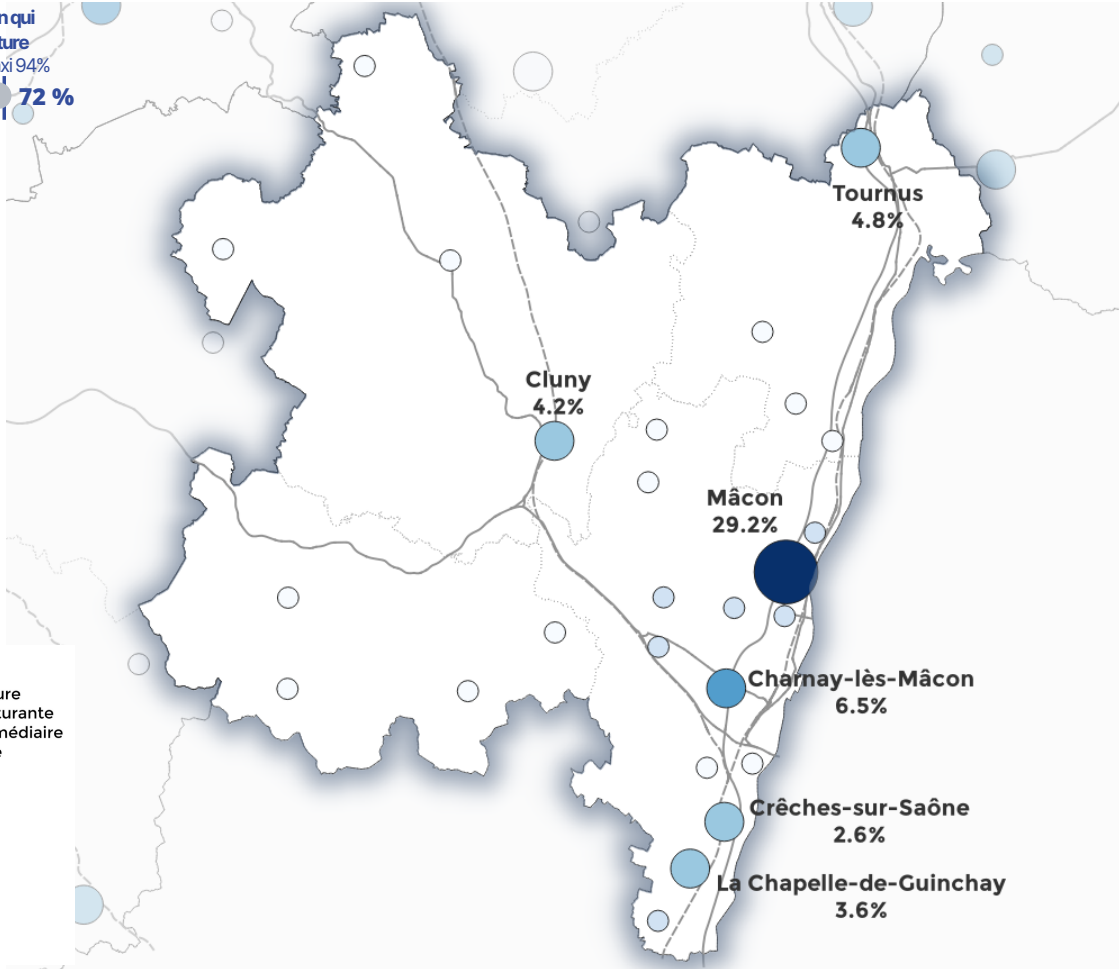 72 %
94%
Tournus
4.8%
Cluny
4.2%
Mâcon
29.2%
Charnay-lès-Mâcon
6.5%
Crêches-sur-Saône
2.6%
La Chapelle-de-Guinchay
3.6%